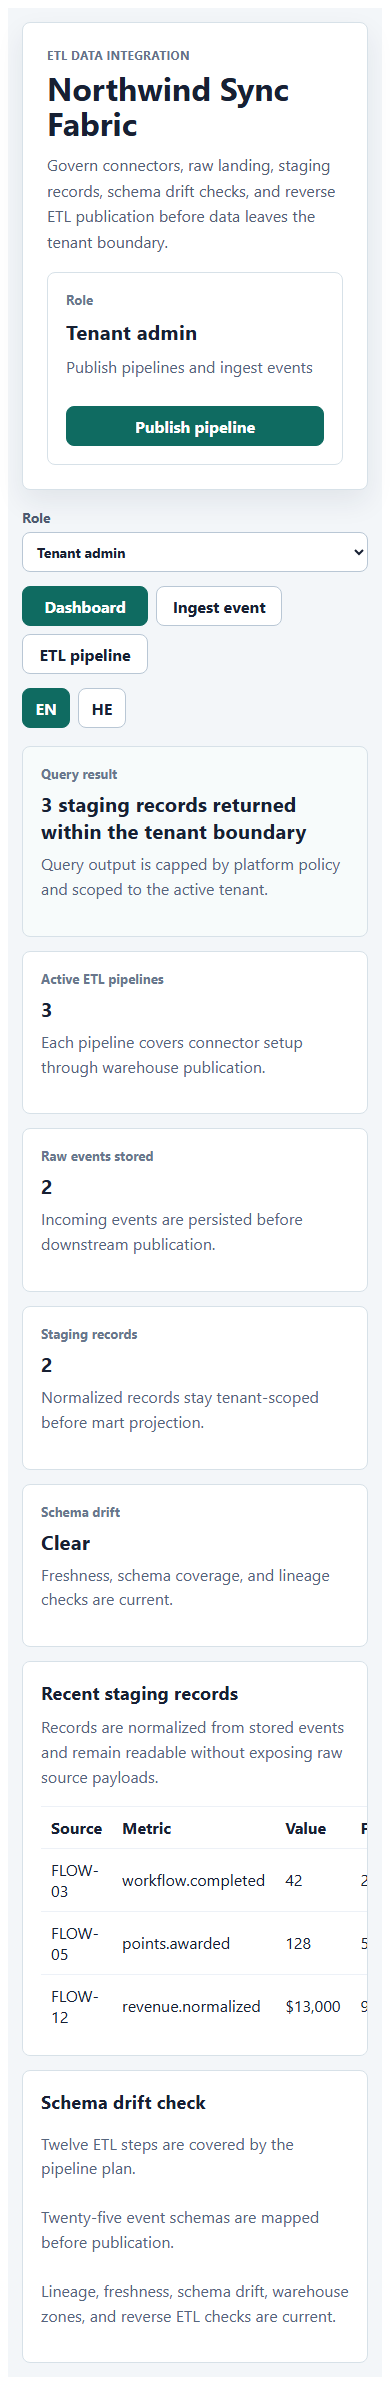 ETL DATA INTEGRATION
Northwind Sync
Fabric
Govern connectors, raw landing, staging
records, schema drift checks, and reverse
ETL publication before data leaves the
tenant boundary.
Role
Tenant admin
Publish pipelines and ingest events
Publish pipeline
Role
Tenant admin
Dashboard
Ingest event
ETL pipeline
EN
HE
Query result
3 staging records returned
within the tenant boundary
Query output is capped by platform policy
and scoped to the active tenant.
Active ETL pipelines
3
Each pipeline covers connector setup
through warehouse publication.
Raw events stored
2
Incoming events are persisted before
downstream publication.
Staging records
2
Normalized records stay tenant-scoped
before mart projection.
Schema drift
Clear
Freshness, schema coverage, and lineage
checks are current.
Recent staging records
Records are normalized from stored events
and remain readable without exposing raw
source payloads.
Source Metric Value
FLOW-
03 workflow.completed 42
FLOW-
05 points.awarded 128
FLOW-
12 revenue.normalized $13,000
Schema drift check
Twelve ETL steps are covered by the
pipeline plan.
Twenty-five event schemas are mapped
before publication.
Lineage, freshness, schema drift, warehouse
zones, and reverse ETL checks are current.